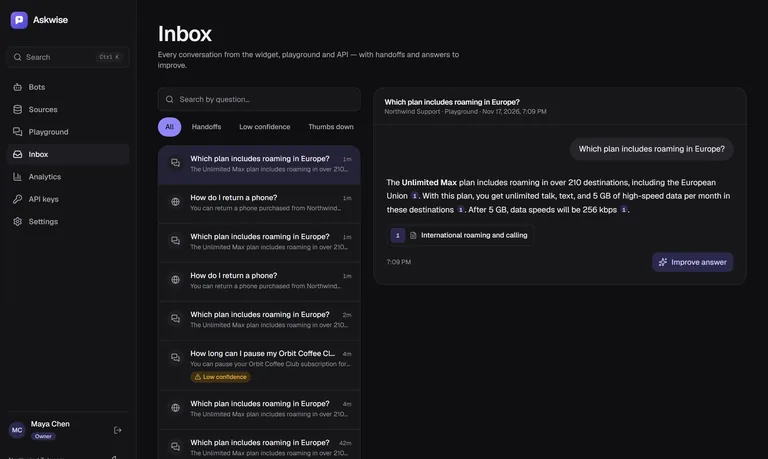 Askwise
Search
Ctrl K
Bots
Sources
Playground
Inbox
Analytics
API keys
Settings
MC
Maya Chen
Owner
Inbox
Every conversation from the widget, playground and API — with handoffs and answers to
improve.
Search by question...
All
Handoffs
Low confidence
Thumbs down
Which plan includes roaming in Europe?
1m
The Unlimited Max plan includes roaming in over 210...
How do I return a phone?
1m
You can return a phone purchased from Northwind...
Which plan includes roaming in Europe?
1m
The Unlimited Max plan includes roaming in over 210...
How do I return a phone?
1m
You can return a phone purchased from Northwind...
Which plan includes roaming in Europe?
2m
The Unlimited Max plan includes roaming in over 210...
How long can I pause my Orbit Coffee Cl...
4m
You can pause your Orbit Coffee Club subscription for...
Low confidence
Which plan includes roaming in Europe?
4m
The Unlimited Max plan includes roaming in over 210...
Which plan includes roaming in Europe?
42m
The Unlimited Max plan includes roaming in over 210...
Which plan includes roaming in Europe?
Northwind Support · Playground · Nov 17, 2026, 7:09 PM
Which plan includes roaming in Europe?
The Unlimited Max plan includes roaming in over 210 destinations, including the European
Union 1. With this plan, you get unlimited talk, text, and 5 GB of high-speed data per month in
these destinations 1. After 5 GB, data speeds will be 256 kbps 1.
1
International roaming and calling
7:09 PM
Improve answer